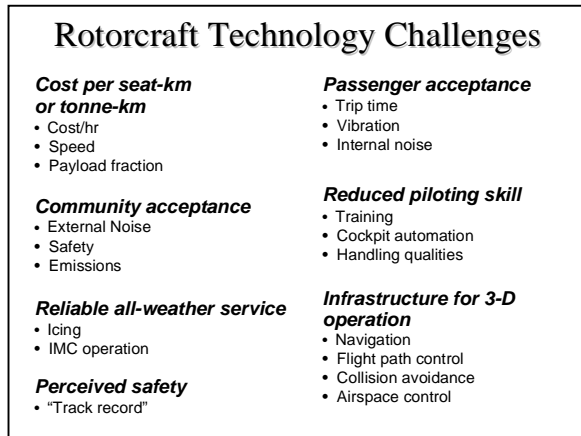 Rotorcraft Technology Challenges
Cost per seat-km
or tonne-km
• Cost/hr
• Speed
• Payload fraction
Community acceptance
• External Noise
• Safety
• Emissions
Reliable all-weather service
• Icing
• IMC operation
Perceived safety
• “Track record”
Passenger acceptance
• Trip time
• Vibration
• Internal noise
Reduced piloting skill
• Training
• Cockpit automation
• Handling qualities
Infrastructure for 3-D
operation
• Navigation
• Flight path control
• Collision avoidance
• Airspace control